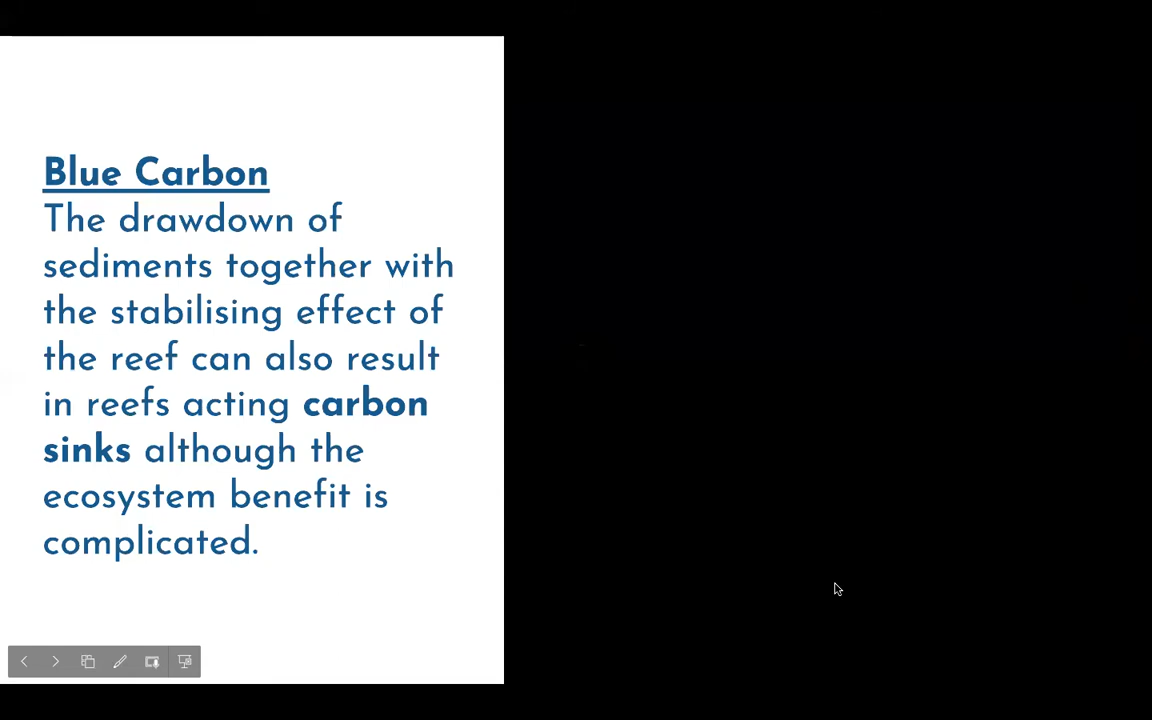 Blue Carbon
The drawdown of
sediments together with
the stabilising effect of
the reef can also result
in reefs acting carbon
sinks although the
ecosystem benefit is
complicated.